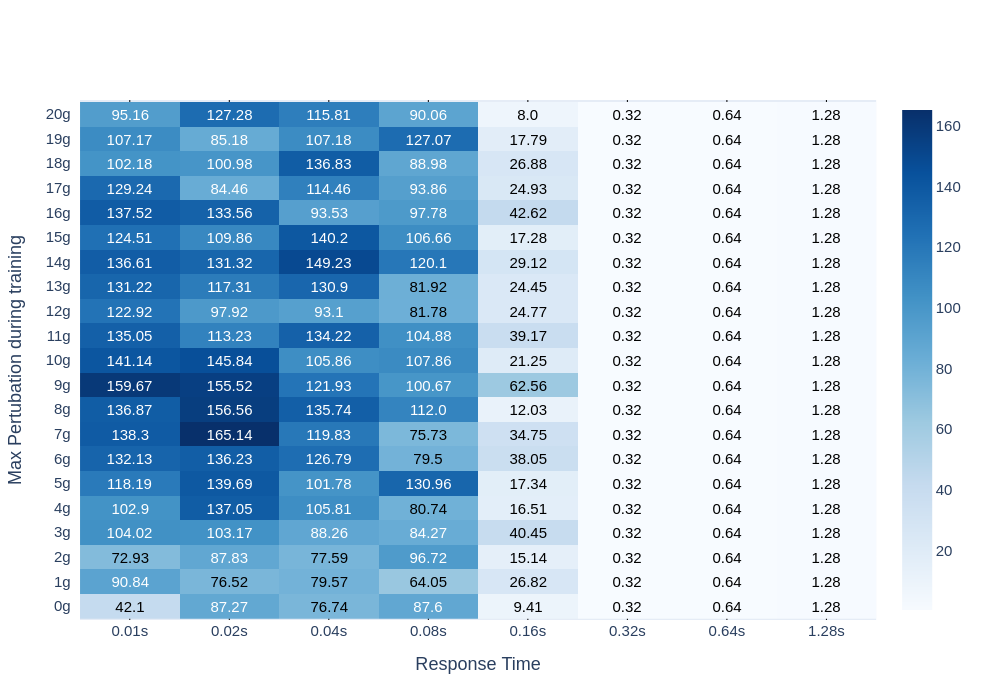 20g 95.16 127.28 115.81 90.06 8.0 0.32 0.64 1.28
19g 107.17 85.18 107.18 127.07 17.79 0.32 0.64 1.28
18g 102.18 100.98 136.83 88.98 26.88 0.32 0.64 1.28
17g 129.24 84.46 114.46 93.86 24.93 0.32 0.64 1.28
16g 137.52 133.56 93.53 97.78 42.62 0.32 0.64 1.28
15g 124.51 109.86 140.2 106.66 17.28 0.32 0.64 1.28
14g 136.61 131.32 149.23 120.1 29.12 0.32 0.64 1.28
13g 131.22 117.31 130.9 81.92 24.45 0.32 0.64 1.28
12g 122.92 97.92 93.1 81.78 24.77 0.32 0.64 1.28
11g 135.05 113.23 134.22 104.88 39.17 0.32 0.64 1.28
10g 141.14 145.84 105.86 107.86 21.25 0.32 0.64 1.28
9g 159.67 155.52 121.93 100.67 62.56 0.32 0.64 1.28
8g 136.87 156.56 135.74 112.0 12.03 0.32 0.64 1.28
7g 138.3 165.14 119.83 75.73 34.75 0.32 0.64 1.28
6g 132.13 136.23 126.79 79.5 38.05 0.32 0.64 1.28
5g 118.19 139.69 101.78 130.96 17.34 0.32 0.64 1.28
4g 102.9 137.05 105.81 80.74 16.51 0.32 0.64 1.28
3g 104.02 103.17 88.26 84.27 40.45 0.32 0.64 1.28
2g 72.93 87.83 77.59 96.72 15.14 0.32 0.64 1.28
1g 90.84 76.52 79.57 64.05 26.82 0.32 0.64 1.28
0g 42.1 87.27 76.74 87.6 9.41 0.32 0.64 1.28
0.01s 0.02s 0.04s 0.08s 0.16s 0.32s 0.64s 1.28s
Response Time
Max Pertubation during training
160
140
120
100
80
60
40
20